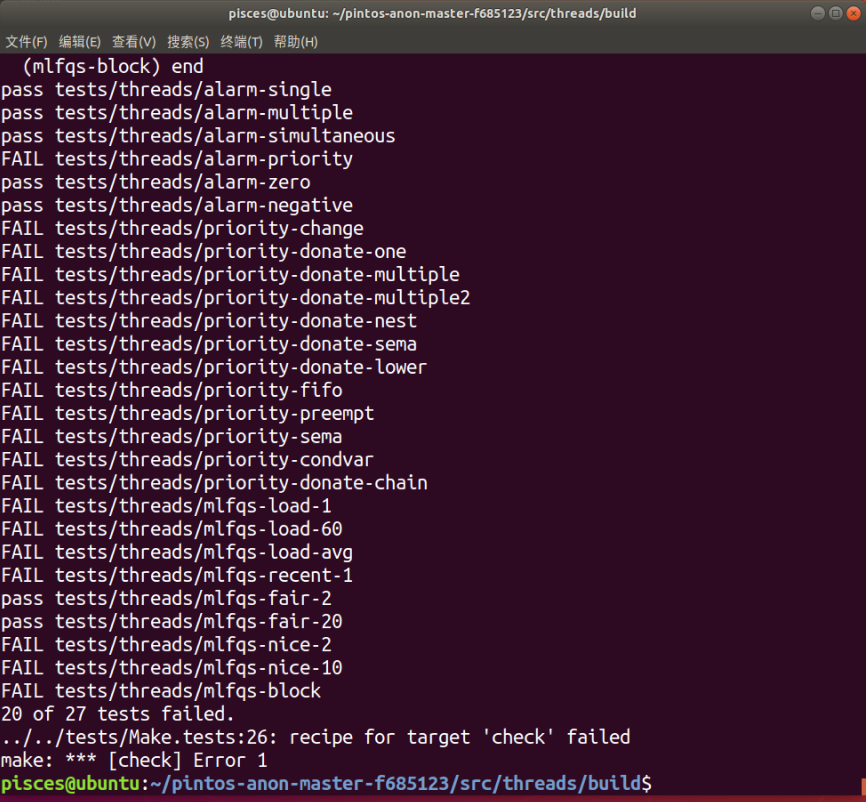 pisces@ubuntu: ~/pintos-anon-master-f685123/src/threads/build
文件(F) 编辑(E) 查看(V) 搜索(S) 终端(T) 帮助(H)
(mlfqs-block) end
pass tests/threads/alarm-single
pass tests/threads/alarm-multiple
pass tests/threads/alarm-simultaneous
FAIL tests/threads/alarm-priority
pass tests/threads/alarm-zero
pass tests/threads/alarm-negative
FAIL tests/threads/priority-change
FAIL tests/threads/priority-donate-one
FAIL tests/threads/priority-donate-multiple
FAIL tests/threads/priority-donate-multiple2
FAIL tests/threads/priority-donate-nest
FAIL tests/threads/priority-donate-sema
FAIL tests/threads/priority-donate-lower
FAIL tests/threads/priority-fifo
FAIL tests/threads/priority-preempt
FAIL tests/threads/priority-sema
FAIL tests/threads/priority-condvar
FAIL tests/threads/priority-donate-chain
FAIL tests/threads/mlfqs-load-1
FAIL tests/threads/mlfqs-load-60
FAIL tests/threads/mlfqs-load-avg
FAIL tests/threads/mlfqs-recent-1
pass tests/threads/mlfqs-fair-2
pass tests/threads/mlfqs-fair-20
FAIL tests/threads/mlfqs-nice-2
FAIL tests/threads/mlfqs-nice-10
FAIL tests/threads/mlfqs-block
20 of 27 tests failed.
../../tests/Make.tests:26: recipe for target 'check' failed
make: *** [check] Error 1
pisces@ubuntu:~/pintos-anon-master-f685123/src/threads/build$